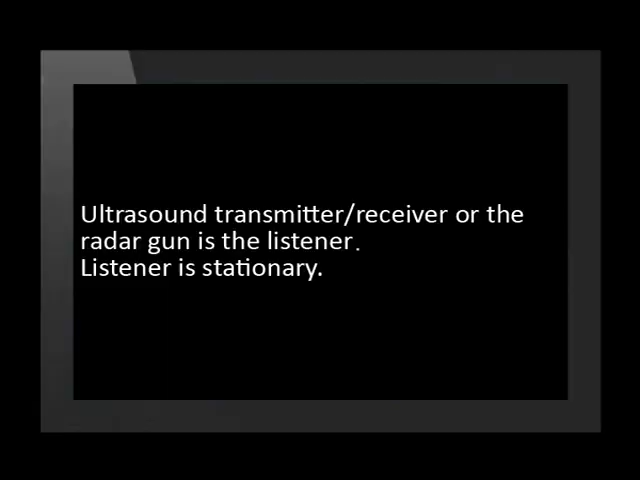 Ultrasound transmitter/receiver or the
radar gun is the listener.
Listener is stationary.